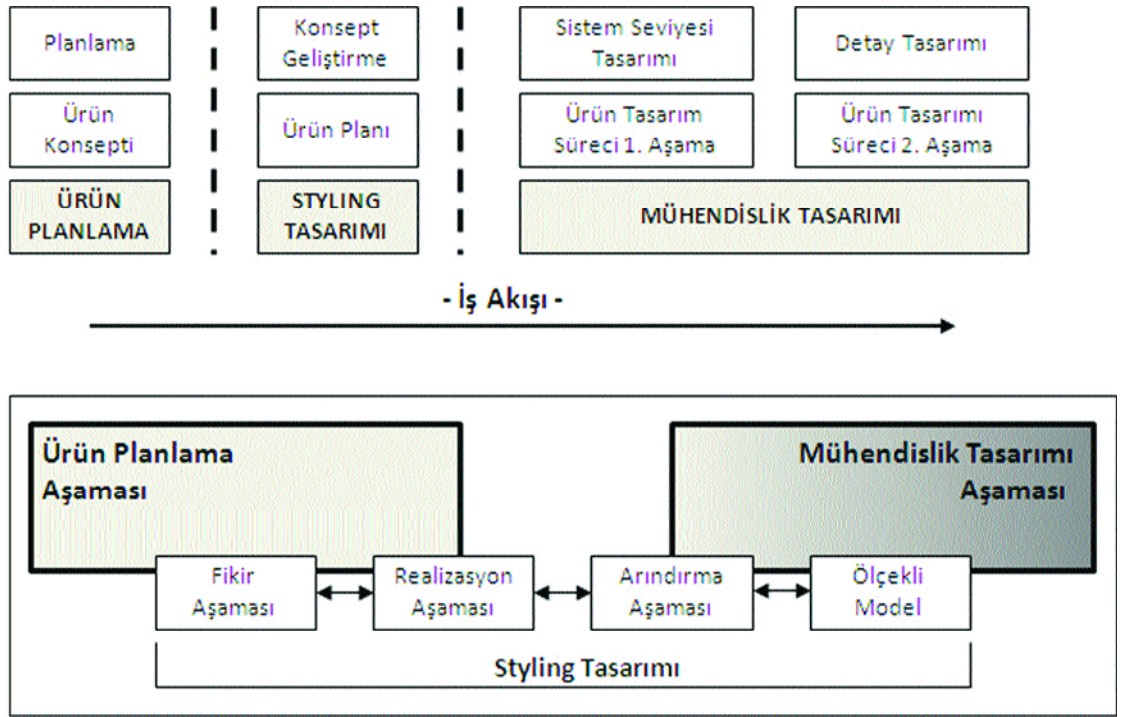 Planlama
Konsept
Geliştirme
Sistem Seviyesi
Tasarımı
Detay Tasarımı
Ürün
Konsepti
Ürün Planı
Ürün Tasarım
Süreci 1. Aşama
Ürün Tasarımı
Süreci 2. Aşama
ÜRÜN
PLANLAMA
STYLING
TASARIMI
MÜHENDİSLİK TASARIMI
- İş Akışı -
Ürün Planlama
Aşaması
Mühendislik Tasarımı
Aşaması
Fikir
Aşaması
Realizasyon
Aşaması
Arındırma
Aşaması
Ölçekli
Model
Styling Tasarımı